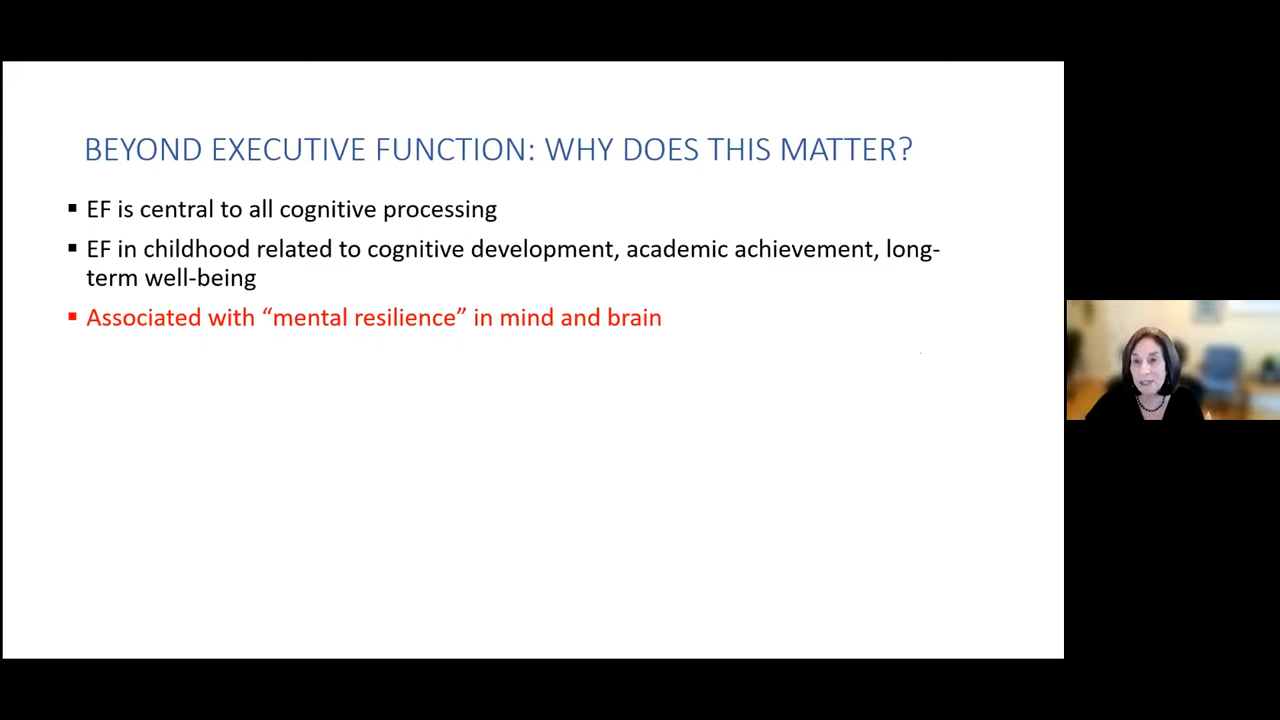 BEYOND EXECUTIVE FUNCTION: WHY DOES THIS MATTER?
▪ EF is central to all cognitive processing
▪ EF in childhood related to cognitive development, academic achievement, long-
term well-being
▪ Associated with “mental resilience” in mind and brain